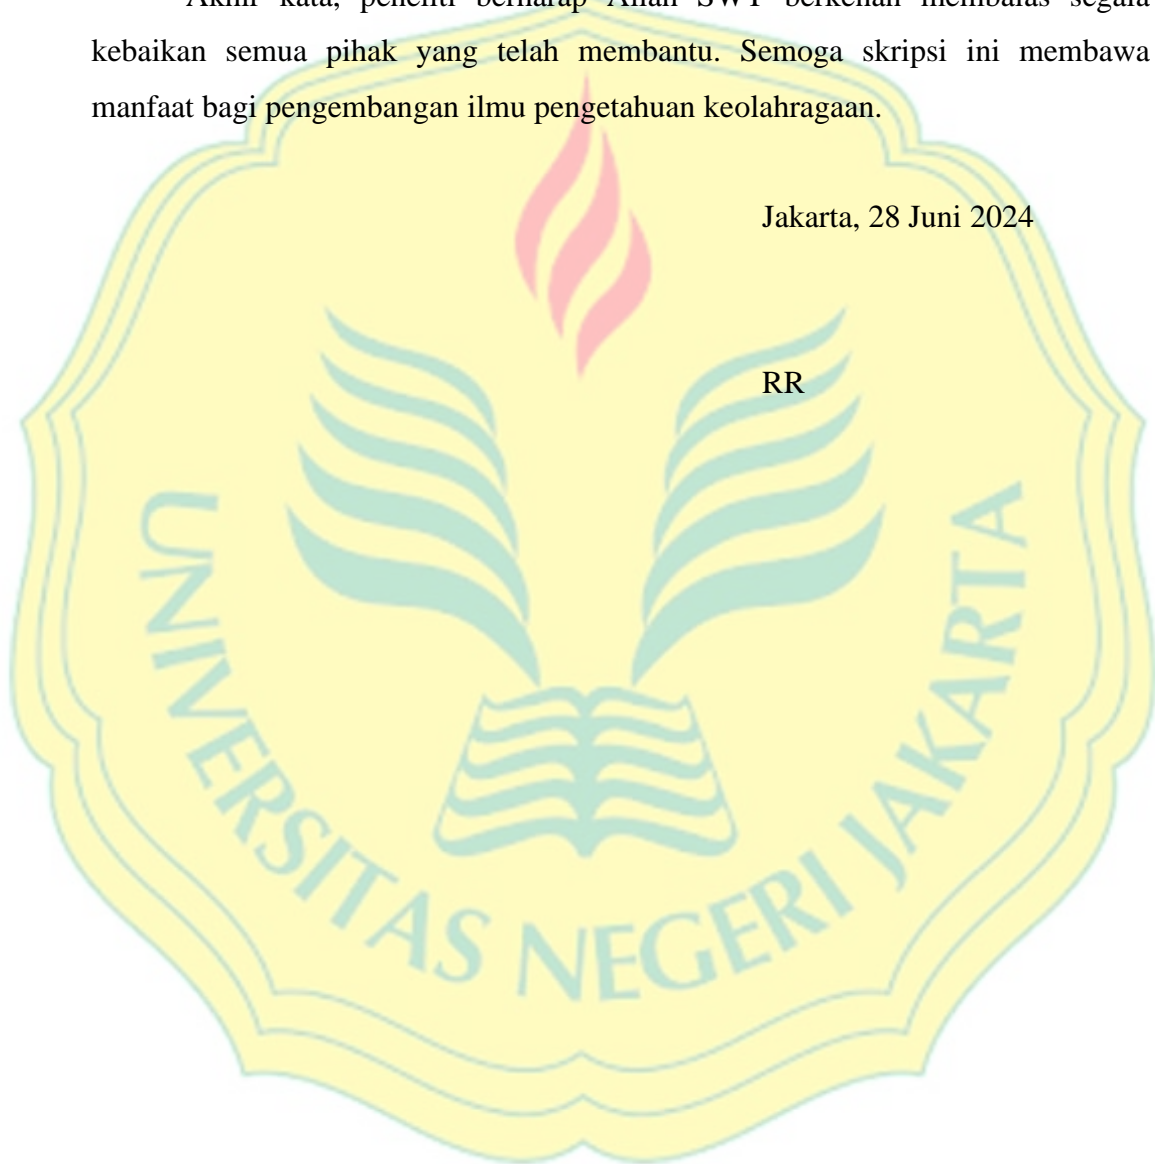 Akhir kata, peneliti berharap Allah SWT berkenan membalas segala
kebaikan semua pihak yang telah membantu. Semoga skripsi ini membawa
manfaat bagi pengembangan ilmu pengetahuan keolahragaan.
Jakarta, 28 Juni 2024
RR
UNIVERSITAS NEGERI JAKARTA